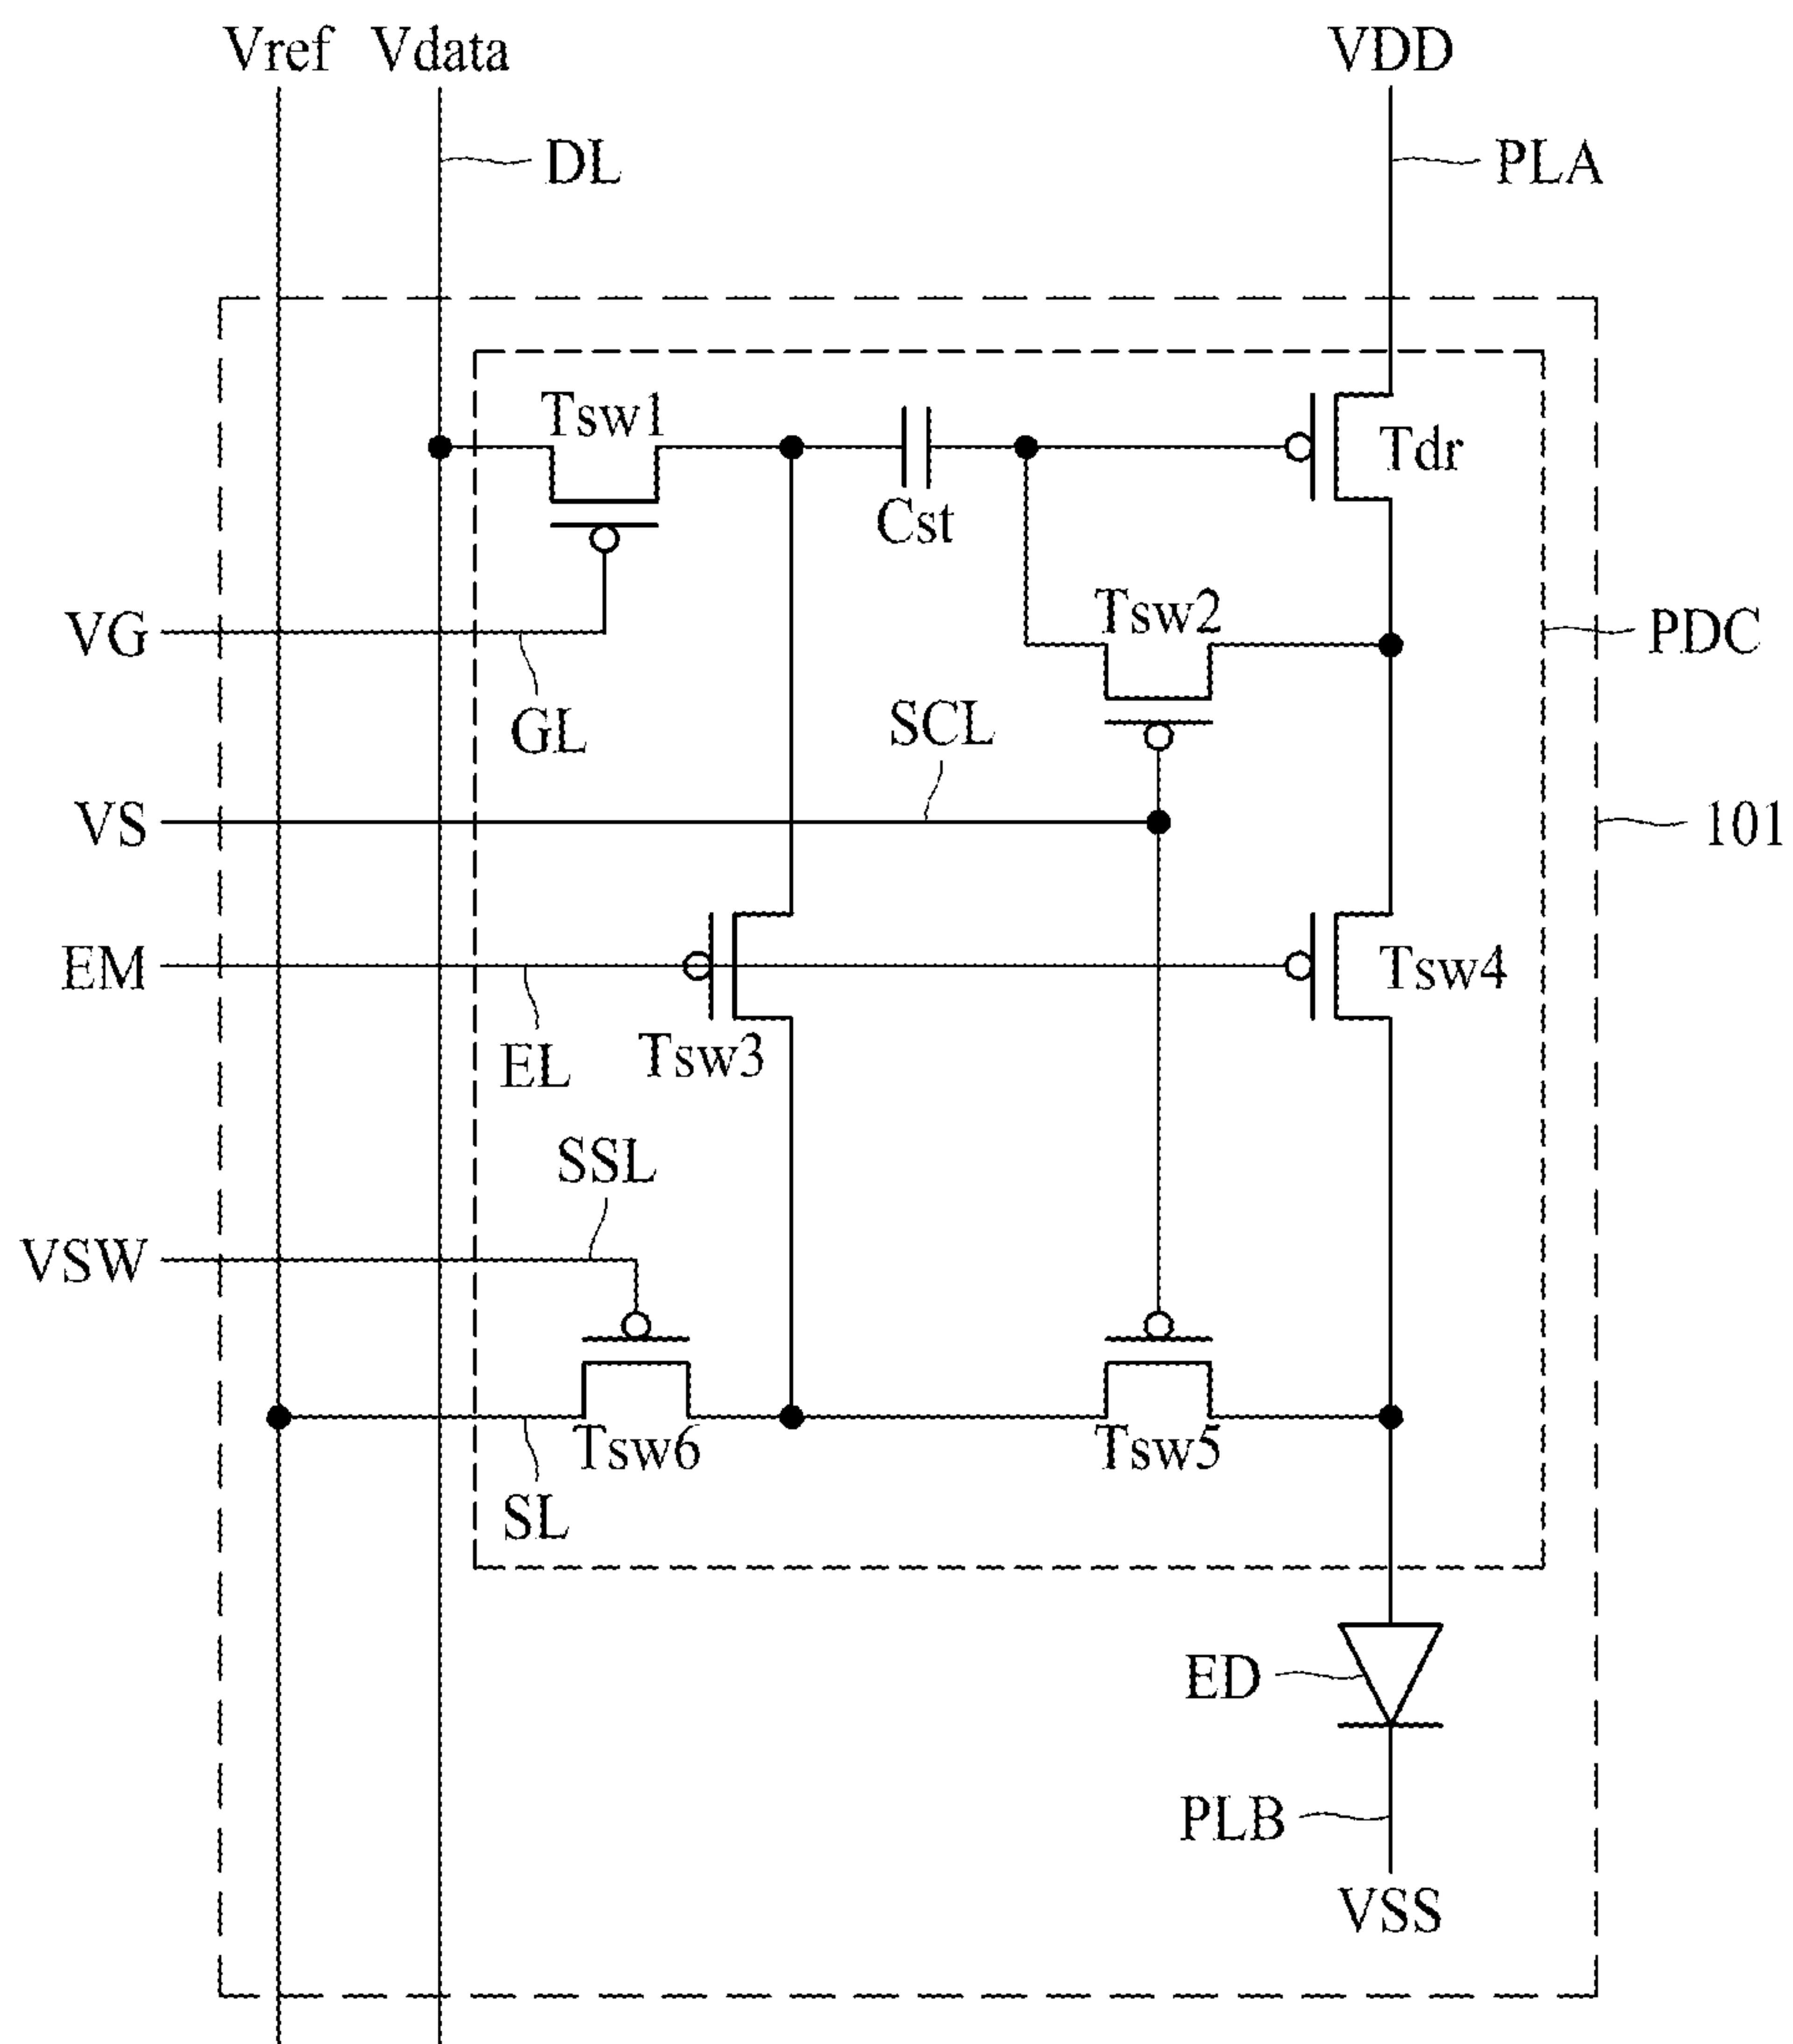 Vref Vdata VDD
DL PLA
Tsw1
Tdr
Cst
Tsw2
VG PDC
GL SCL
VS 101
EM Tsw4
EL Tsw3
SSL
VSW
Tsw6 Tsw5
SL
ED
PLB
VSS